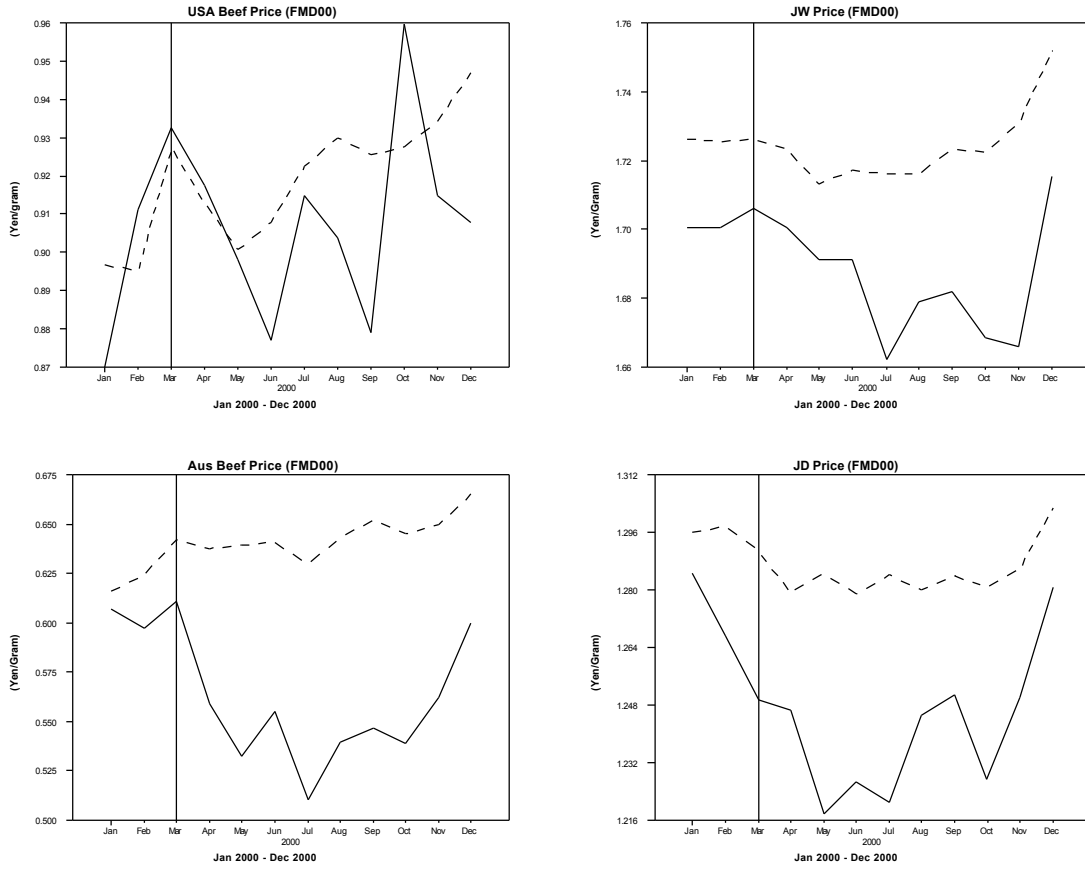 USA Beef Price (FMD00)
(Yen/gram)
0.96
0.95
0.94
0.93
0.92
0.91
0.90
0.89
0.88
0.87
Jan Feb Mar Apr May Jun Jul Aug Sep Oct Nov Dec
2000
Jan 2000 - Dec 2000
JW Price (FMD00)
(Yen/Gram)
1.76
1.74
1.72
1.70
1.68
1.66
Jan Feb Mar Apr May Jun Jul Aug Sep Oct Nov Dec
2000
Jan 2000 - Dec 2000
Aus Beef Price (FMD00)
(Yen/Gram)
0.675
0.650
0.625
0.600
0.575
0.550
0.525
0.500
Jan Feb Mar Apr May Jun Jul Aug Sep Oct Nov Dec
2000
Jan 2000 - Dec 2000
JD Price (FMD00)
(Yen/Gram)
1.312
1.296
1.280
1.264
1.248
1.232
1.216
Jan Feb Mar Apr May Jun Jul Aug Sep Oct Nov Dec
2000
Jan 2000 - Dec 2000